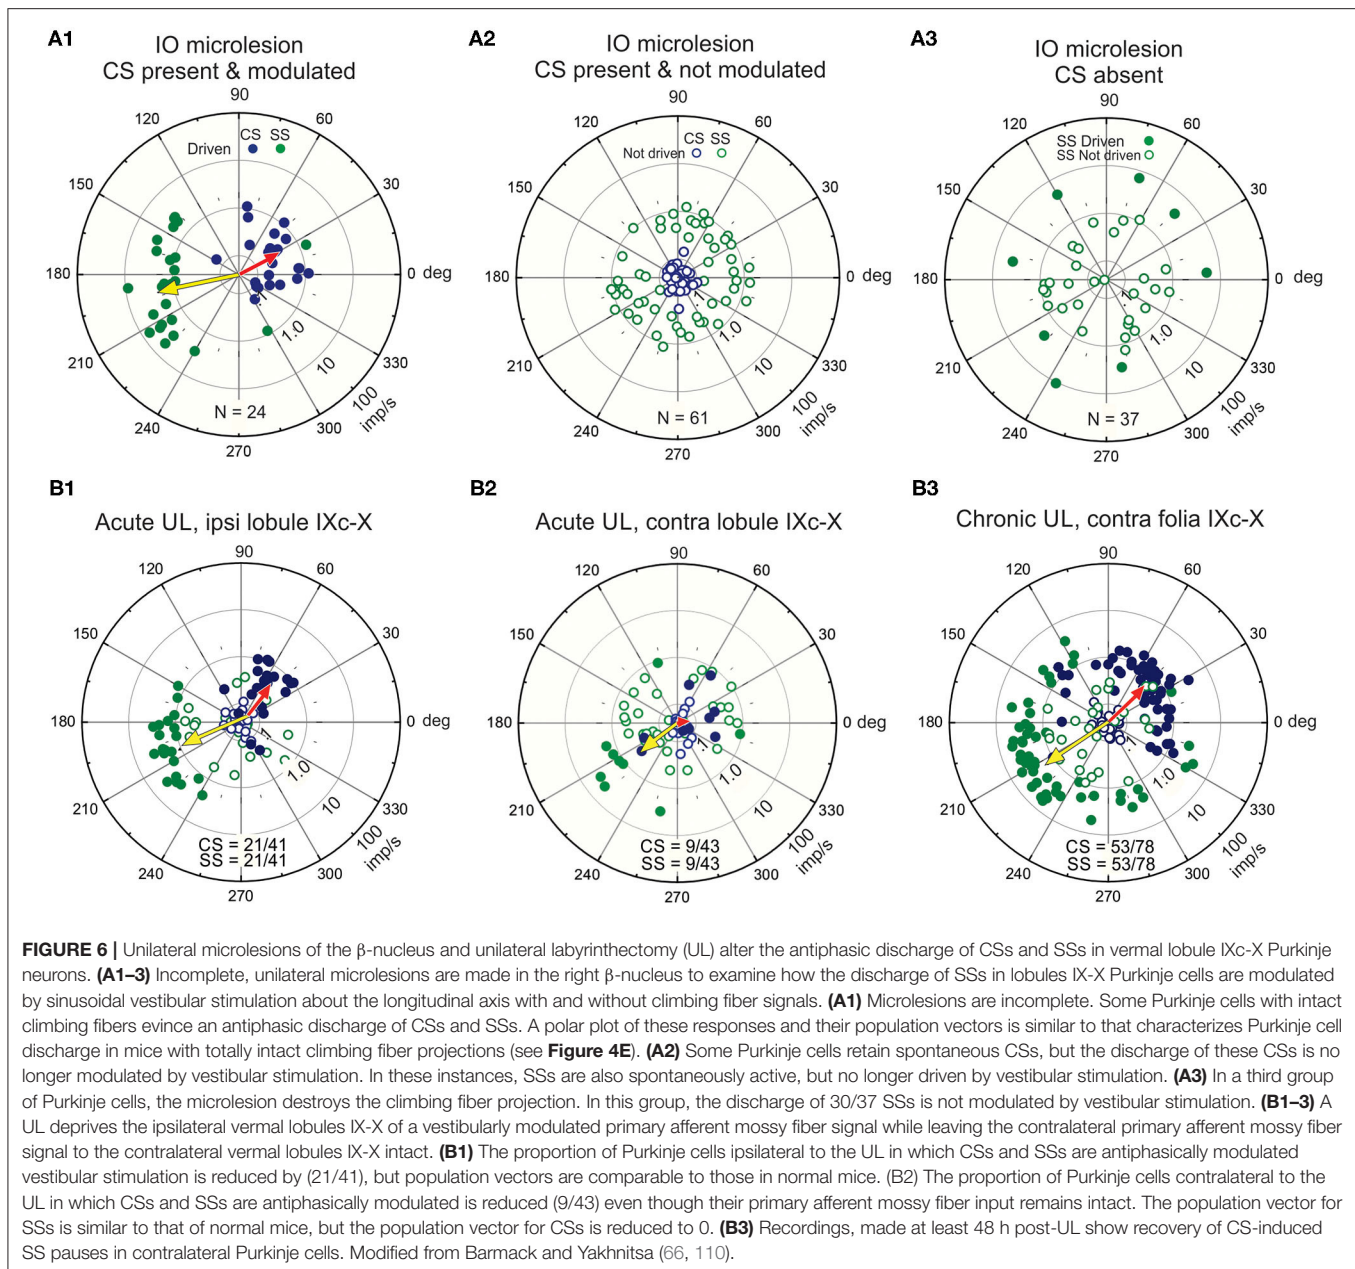 A1
IO microlesion
CS present & modulated
90
120
60
CS SS
Driven
150
30
180
0 deg
.1
1.0
10
100
imp/s
210
330
N = 24
240
300
270
A2
IO microlesion
CS present & not modulated
90
120
60
CS SS
Not driven
150
30
180
0 deg
.1
1.0
10
100
imp/s
210
330
N = 61
240
300
270
A3
IO microlesion
CS absent
90
120
60
SS Driven
SS Not driven
150
30
180
0 deg
.1
1.0
10
100
imp/s
210
330
N = 37
240
300
270
B1
Acute UL, ipsi lobule IXc-X
90
120
60
150
30
180
0 deg
.1
1.0
10
100
imp/s
210
330
CS = 21/41
SS = 21/41
240
300
270
B2
Acute UL, contra lobule IXc-X
90
120
60
150
30
180
0 deg
.1
1.0
10
100
imp/s
210
330
CS = 9/43
SS = 9/43
240
300
270
B3
Chronic UL, contra folia IXc-X
90
120
60
150
30
180
0 deg
.1
1.0
10
100
imp/s
210
330
CS = 53/78
SS = 53/78
240
300
270
FIGURE 6 | Unilateral microlesions of the β-nucleus and unilateral labyrinthectomy (UL) alter the antiphasic discharge of CSs and SSs in vermal lobule IXc-X Purkinje
neurons. (A1–3) Incomplete, unilateral microlesions are made in the right β-nucleus to examine how the discharge of SSs in lobules IX-X Purkinje cells are modulated
by sinusoidal vestibular stimulation about the longitudinal axis with and without climbing fiber signals. (A1) Microlesions are incomplete. Some Purkinje cells with intact
climbing fibers evince an antiphasic discharge of CSs and SSs. A polar plot of these responses and their population vectors is similar to that characterizes Purkinje cell
discharge in mice with totally intact climbing fiber projections (see Figure 4E). (A2) Some Purkinje cells retain spontaneous CSs, but the discharge of these CSs is no
longer modulated by vestibular stimulation. In these instances, SSs are also spontaneously active, but no longer driven by vestibular stimulation. (A3) In a third group
of Purkinje cells, the microlesion destroys the climbing fiber projection. In this group, the discharge of 30/37 SSs is not modulated by vestibular stimulation. (B1–3) A
UL deprives the ipsilateral vermal lobules IX-X of a vestibularly modulated primary afferent mossy fiber signal while leaving the contralateral primary afferent mossy fiber
signal to the contralateral vermal lobules IX-X intact. (B1) The proportion of Purkinje cells ipsilateral to the UL in which CSs and SSs are antiphasically modulated
vestibular stimulation is reduced by (21/41), but population vectors are comparable to those in normal mice. (B2) The proportion of Purkinje cells contralateral to the
UL in which CSs and SSs are antiphasically modulated is reduced (9/43) even though their primary afferent mossy fiber input remains intact. The population vector for
SSs is similar to that of normal mice, but the population vector for CSs is reduced to 0. (B3) Recordings, made at least 48 h post-UL show recovery of CS-induced
SS pauses in contralateral Purkinje cells. Modified from Barmack and Yakhnitsa (66, 110).